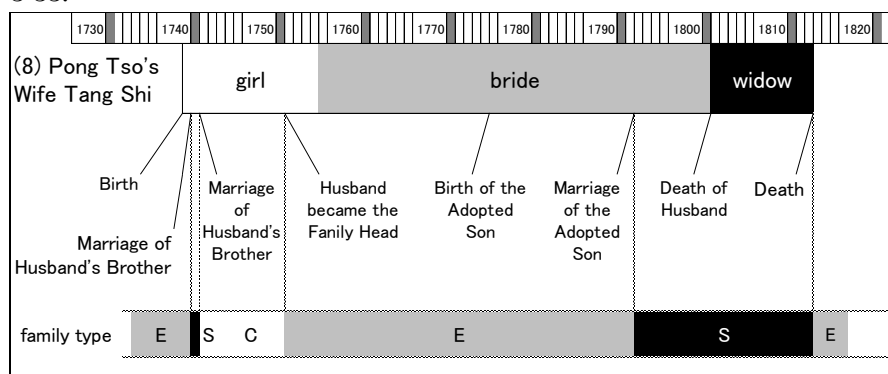 1730 1740 1750 1760 1770 1780 1790 1800 1810 1820
(8) Pong Tso's
Wife Tang Shi
girl bride widow
Birth
Marriage of
Husband's Brother
Marriage
of
Husband's
Brother
Husband
became the
Fanily Head
Birth of the
Adopted
Son
Marriage
of the
Adopted
Son
Death of
Husband
Death
family type E S C E S E